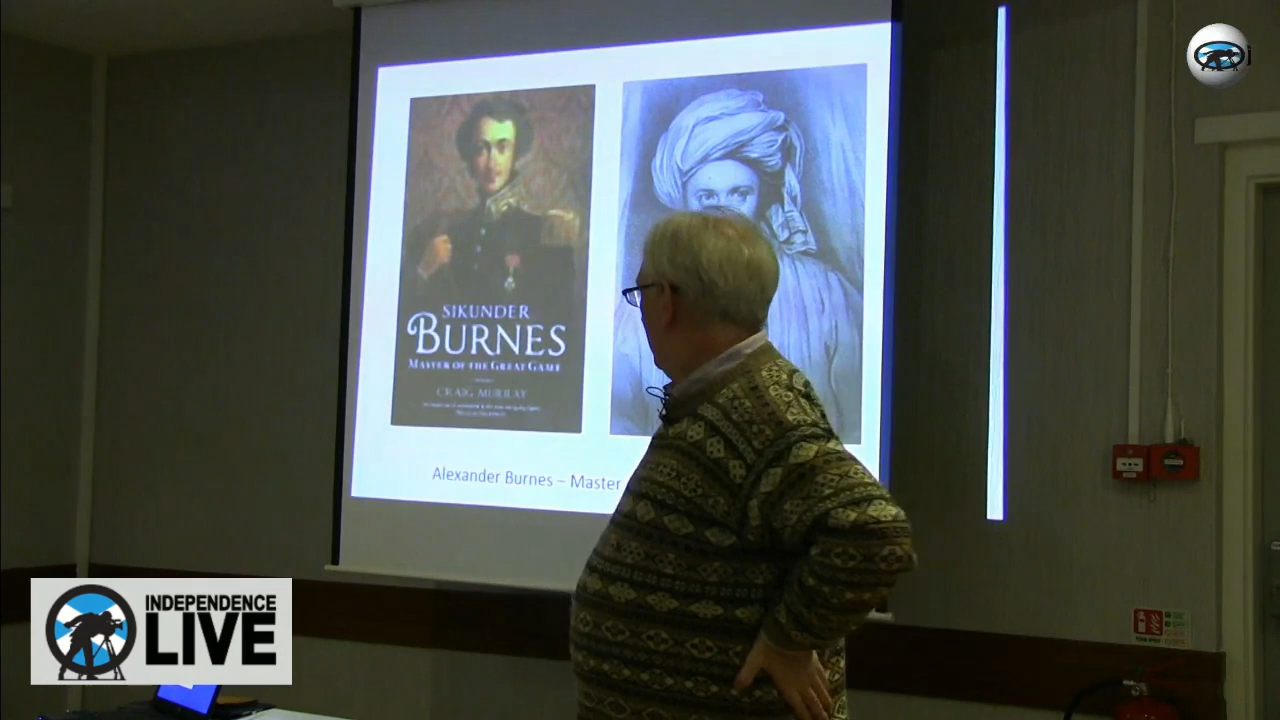 SIKUNDER
BURNES
MASTER OF THE GREAT GAME
CRAIG MURRAY
Alexander Burnes – Master
INDEPENDENCE
LIVE